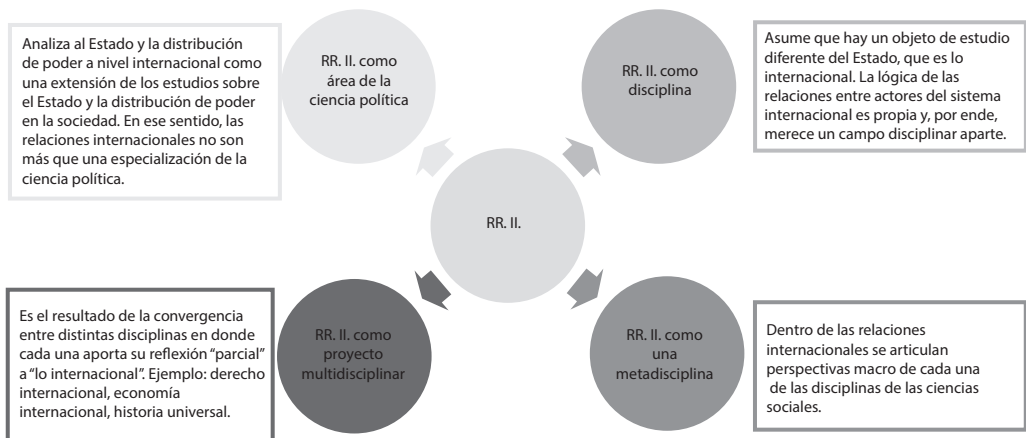 Analiza al Estado y la distribución
de poder a nivel internacional como
una extensión de los estudios sobre
el Estado y la distribución de poder
en la sociedad. En ese sentido, las
relaciones internacionales no son
más que una especialización de la
ciencia política.
RR. II. como
área de la
ciencia política
RR. II. como
disciplina
Asume que hay un objeto de estudio
diferente del Estado, que es lo
internacional. La lógica de las
relaciones entre actores del sistema
internacional es propia y, por ende,
merece un campo disciplinar aparte.
RR. II.
Es el resultado de la convergencia
entre distintas disciplinas en donde
cada una aporta su reflexión “parcial”
a “lo internacional”. Ejemplo: derecho
internacional, economía
internacional, historia universal.
RR. II. como
proyecto
multidisciplinar
RR. II. como
una
metadisciplina
Dentro de las relaciones
internacionales se articulan
perspectivas macro de cada una
de las disciplinas de las ciencias
sociales.